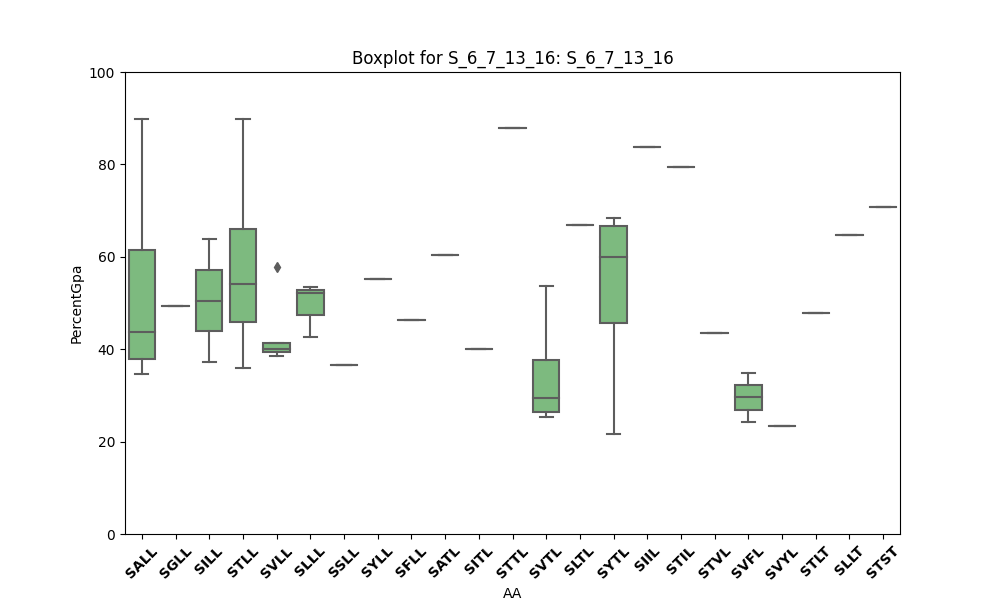 Boxplot for S_6_7_13_16: S_6_7_13_16
100
80
60
40
20
0
PercentGpa
SALL SGLL SILL STLL SVLL SLLL SSLL SYLL SFLL SATL SITL STTL SVTL SLTL SYTL SIIL STIL STVL SVFL SVYL STLT SLLT STST
AA